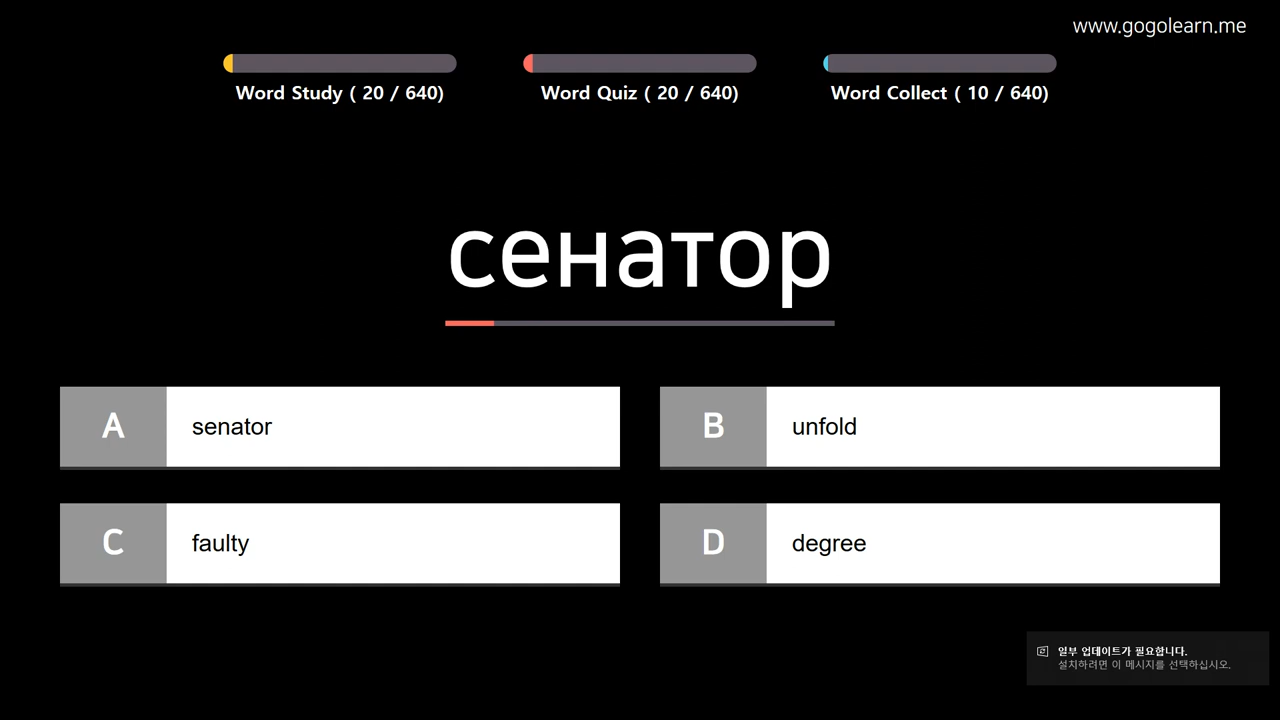 www.gogolearn.me
Word Study ( 20 / 640)
Word Quiz ( 20 / 640)
Word Collect ( 10 / 640)
сенатор
A senator
B unfold
C faulty
D degree
일부 업데이트가 필요합니다.
설치하려면 이 메시지를 선택하십시오.